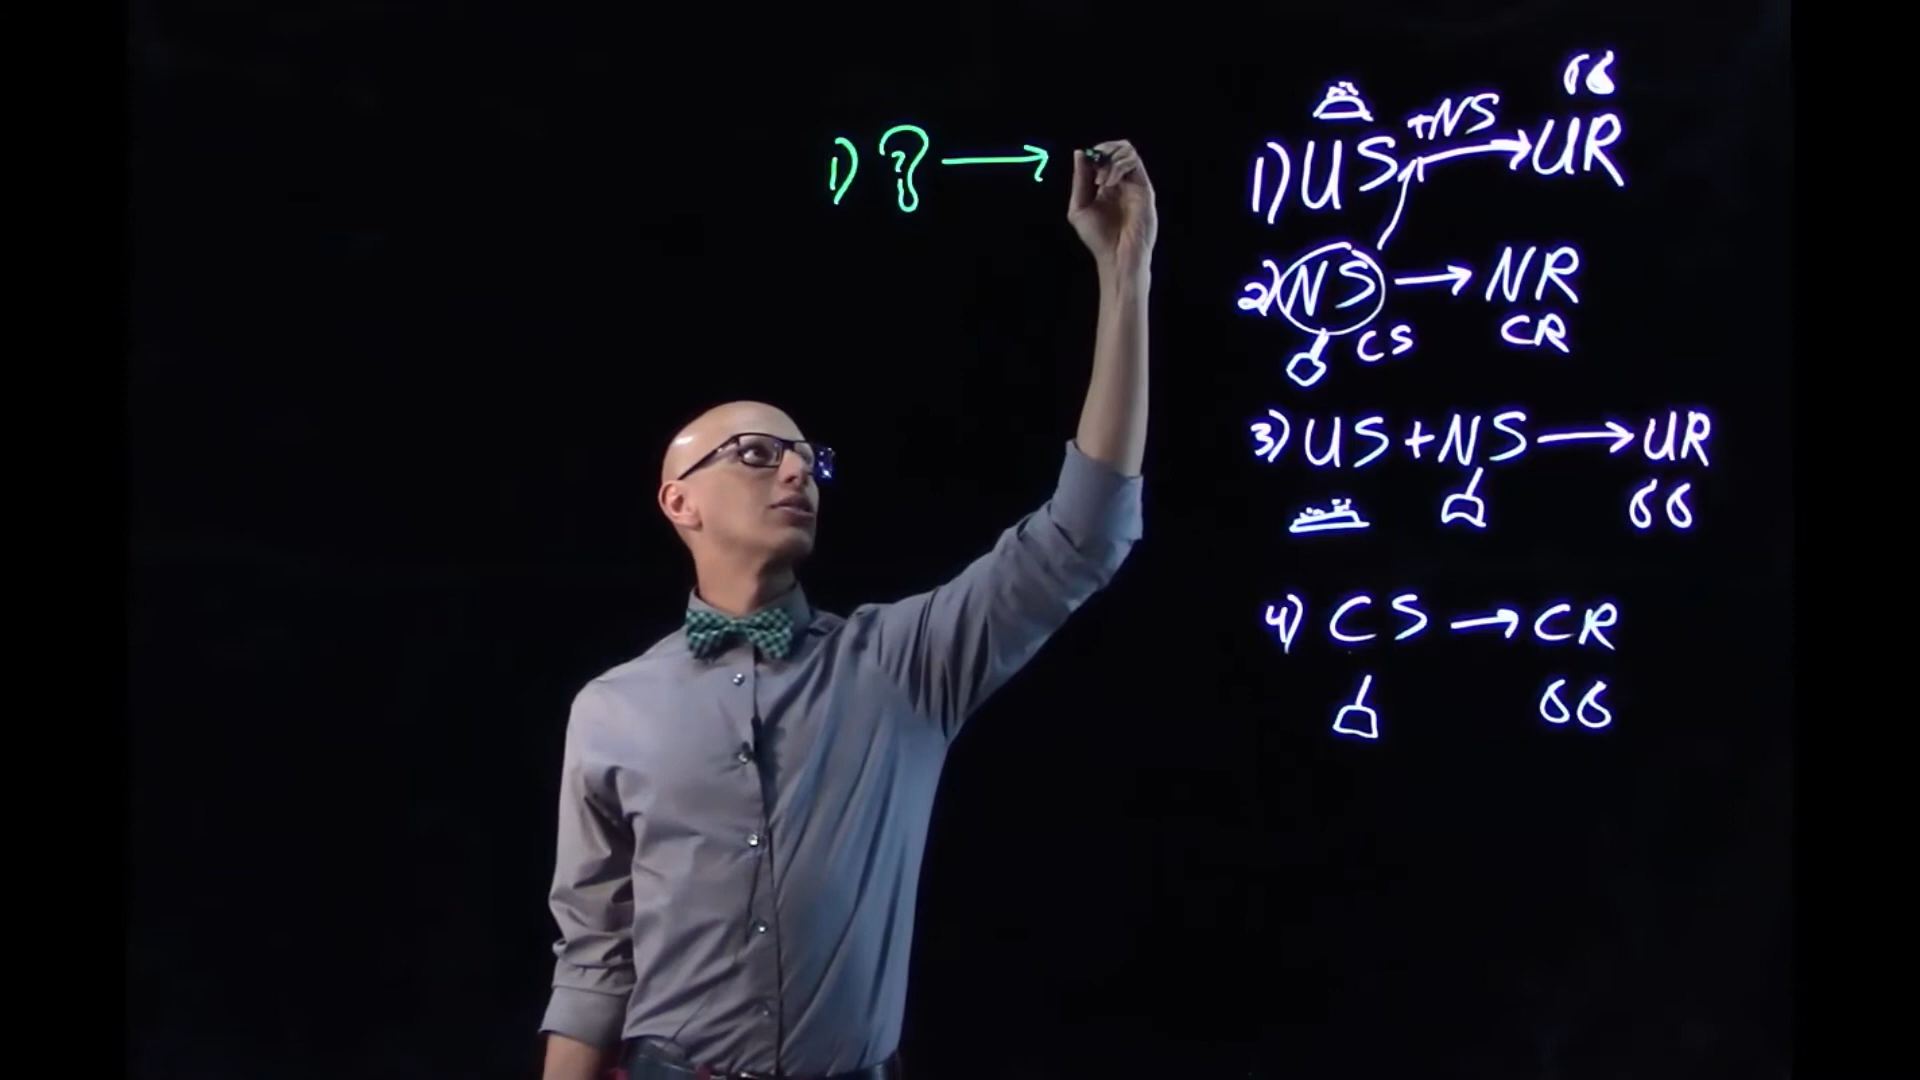 1) ? →
+NS
1) US → UR
2) NS → NR
CS CR
3) US + NS → UR
4) CS → CR